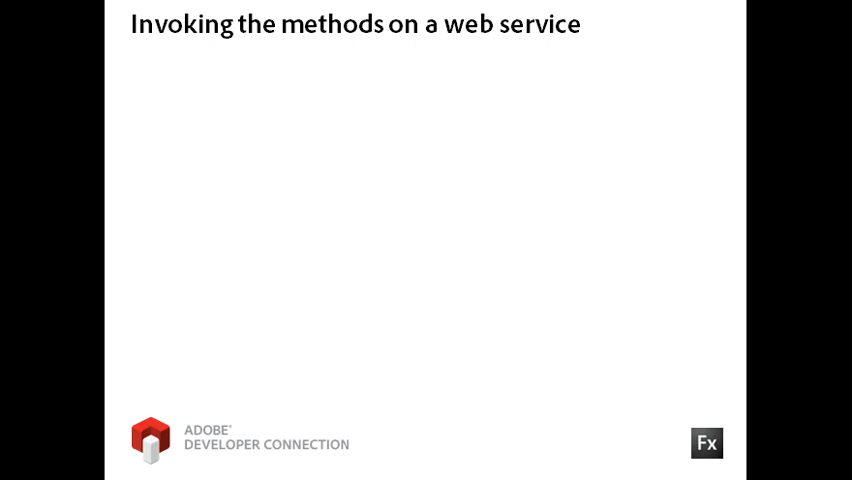 Invoking the methods on a web service
ADOBE®
DEVELOPER CONNECTION
Fx